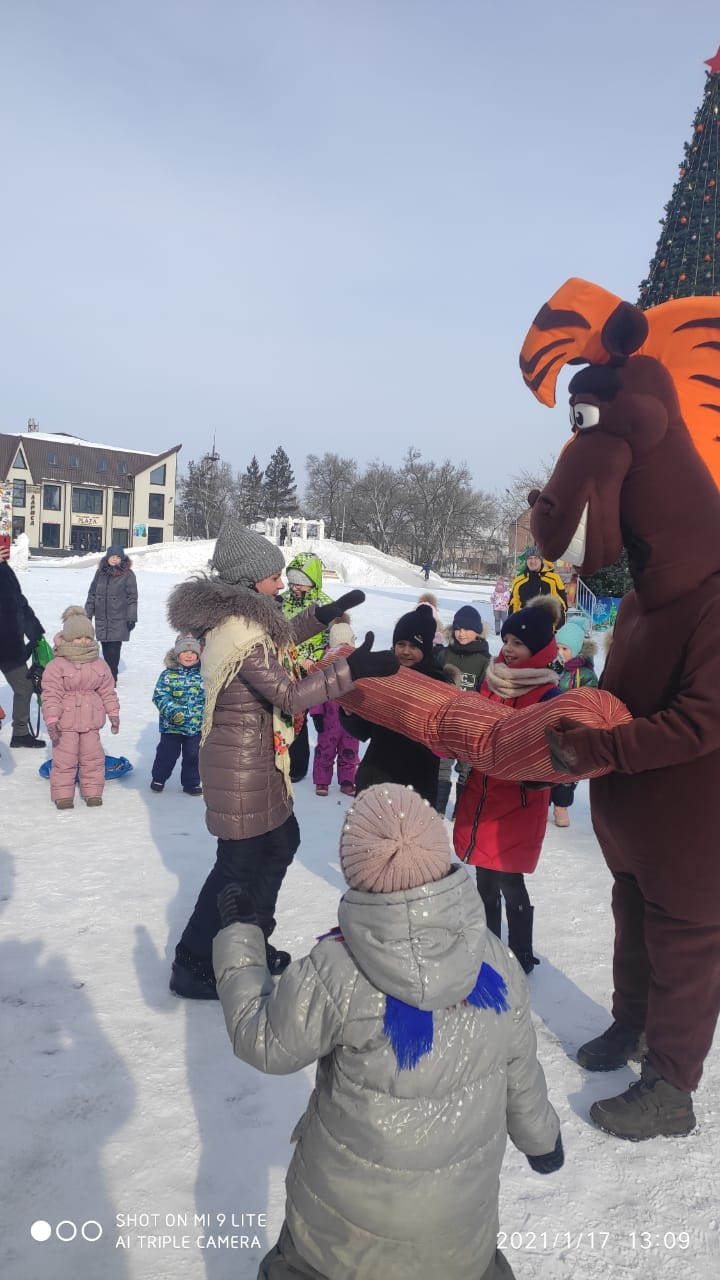 PLAZA
SHOT ON MI 9 LITE
AI TRIPLE CAMERA
2021/1/17 13:09